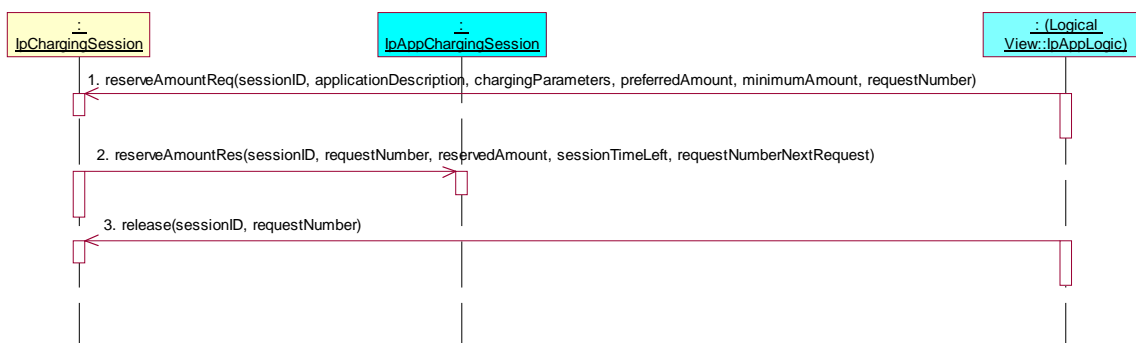 :
IpChargingSession
:
IpAppChargingSession
: (Logical
View::IpAppLogic)
1. reserveAmountReq(sessionID, applicationDescription, chargingParameters, preferredAmount, minimumAmount, requestNumber)
2. reserveAmountRes(sessionID, requestNumber, reservedAmount, sessionTimeLeft, requestNumberNextRequest)
3. release(sessionID, requestNumber)